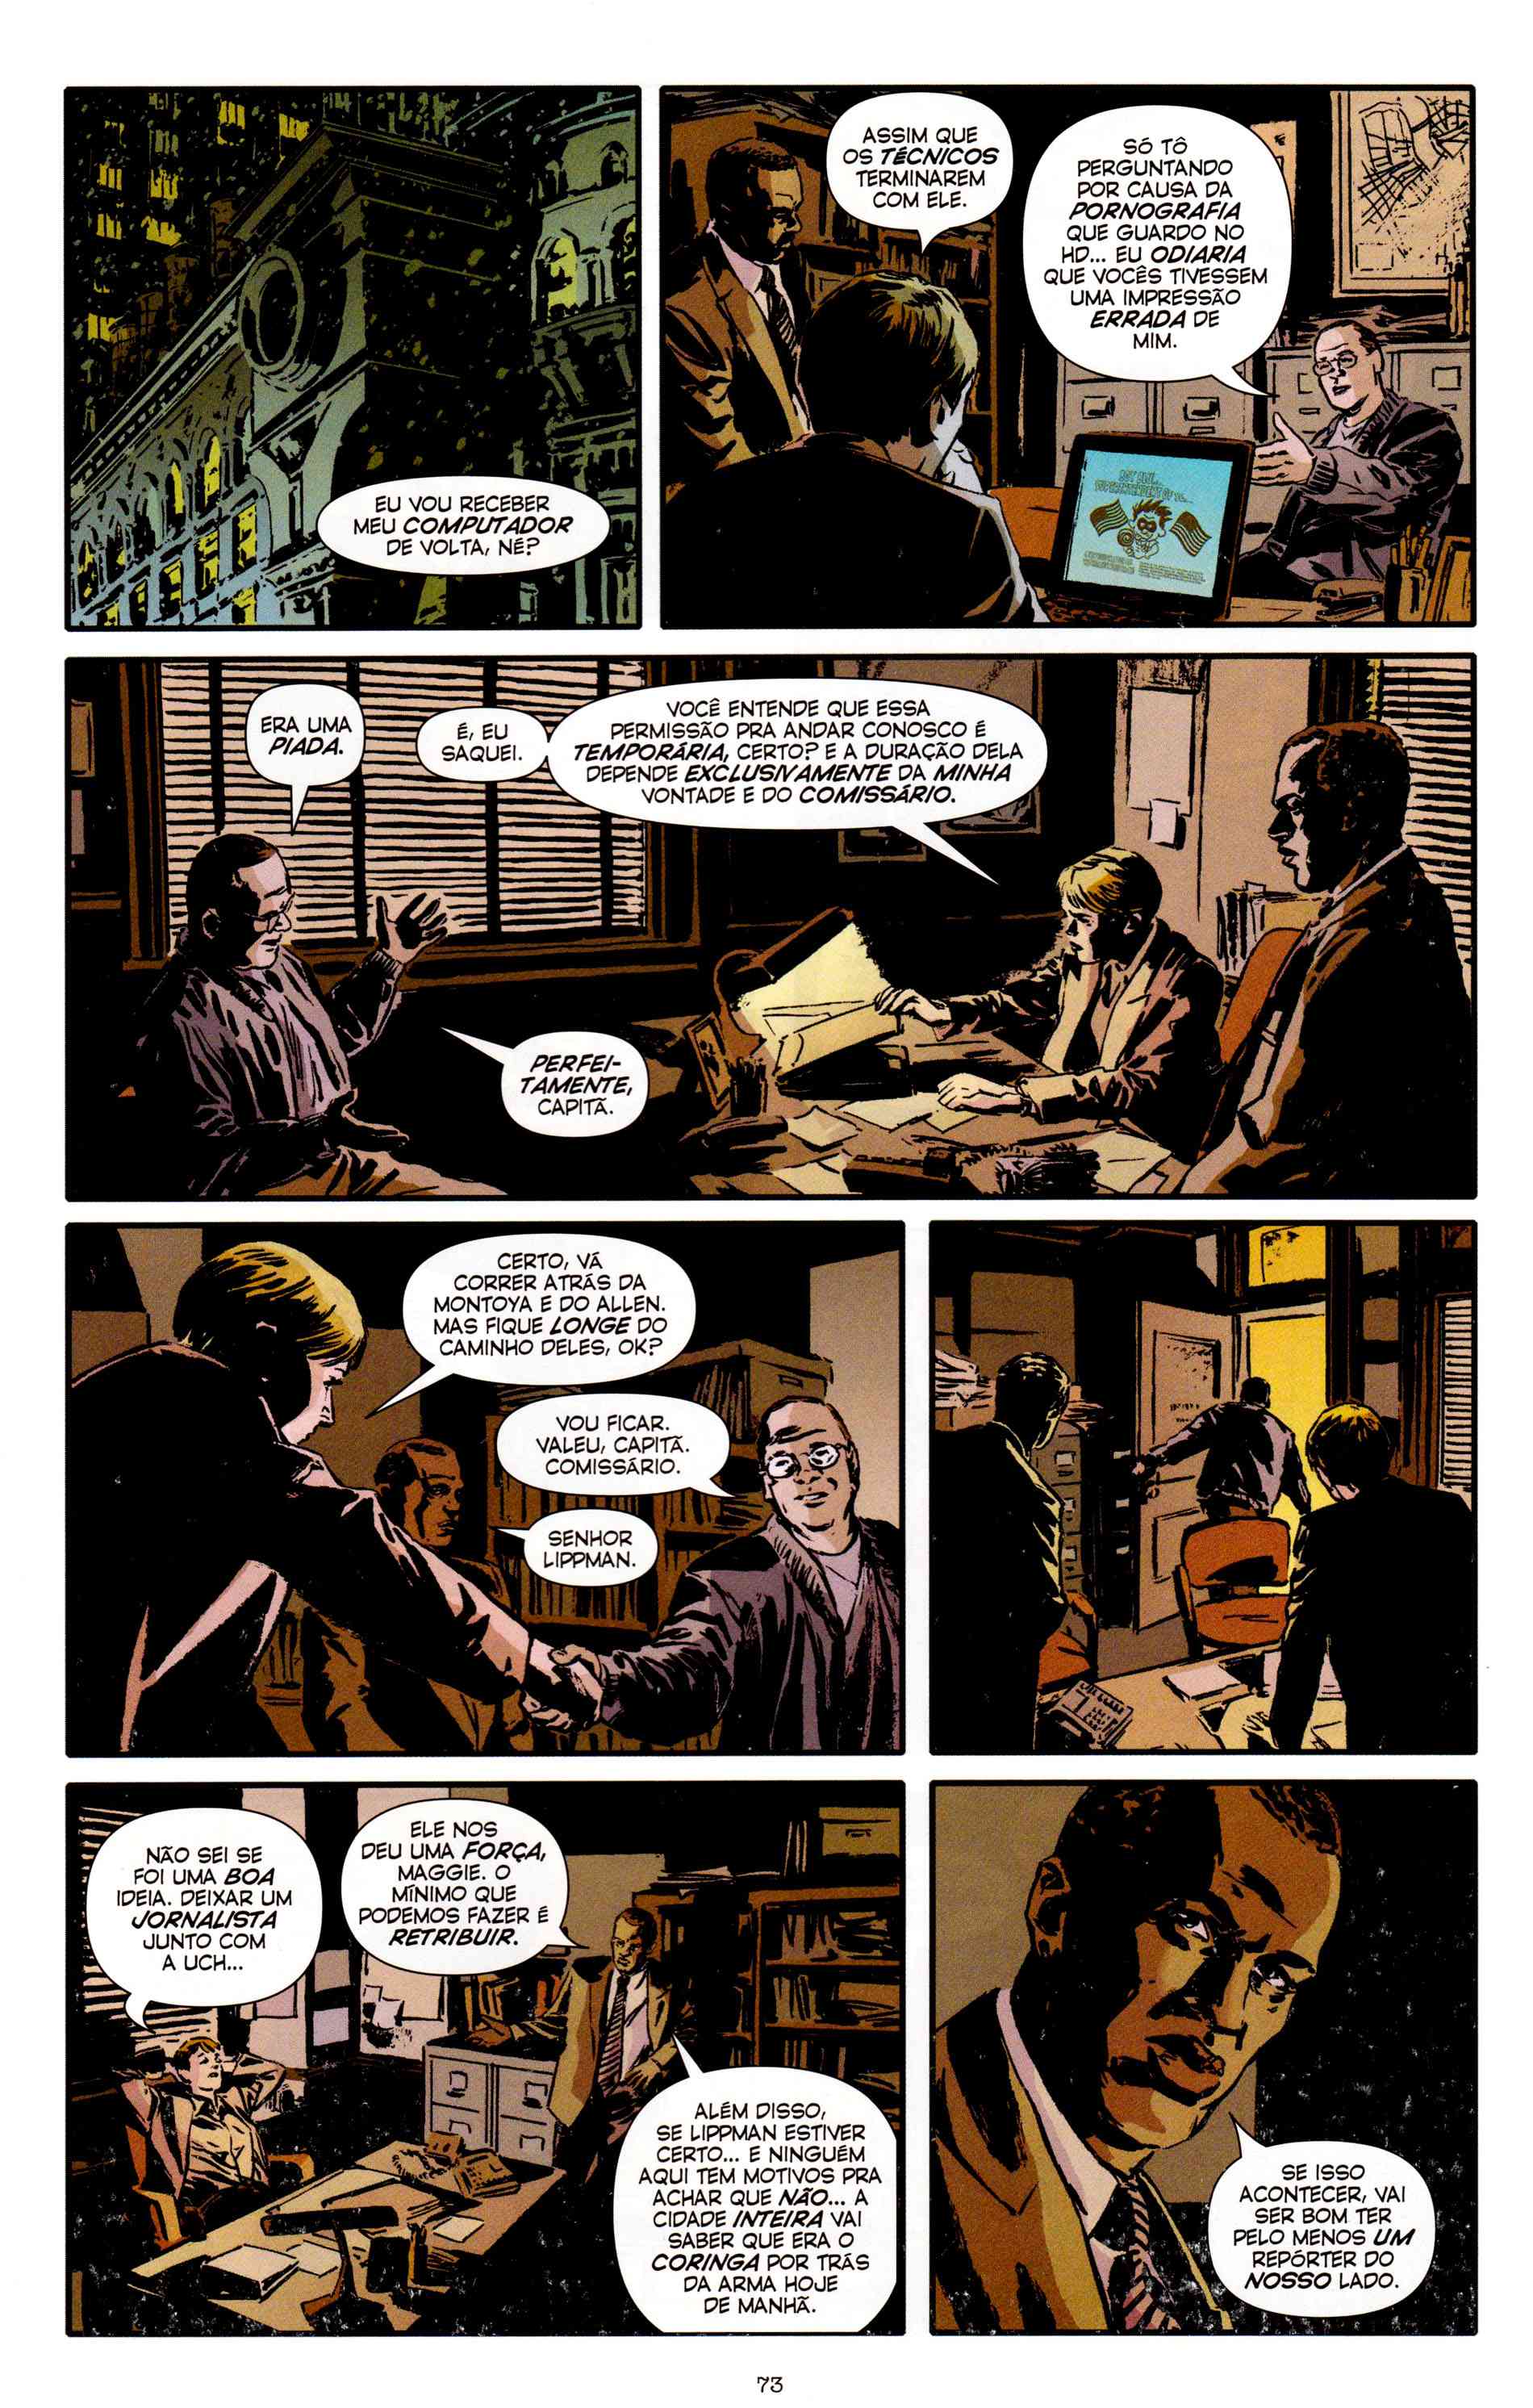 EU VOU RECEBER
MEU COMPUTADOR
DE VOLTA, NÉ?
ASSIM QUE
OS TÉCNICOS
TERMINAREM
COM ELE.
SÓ TÔ
PERGUNTANDO
POR CAUSA DA
PORNOGRAFIA
QUE GUARDO NO
HD... EU ODIARIA
QUE VOCÊS TIVESSEM
UMA IMPRESSÃO
ERRADA DE
MIM.
ERA UMA
PIADA.
É, EU
SAQUEI.
VOCÊ ENTENDE QUE ESSA
PERMISSÃO PRA ANDAR CONOSCO É
TEMPORÁRIA, CERTO? E A DURAÇÃO DELA
DEPENDE EXCLUSIVAMENTE DA MINHA
VONTADE E DO COMISSÁRIO.
PERFEI-
TAMENTE,
CAPITÃ.
CERTO, VÁ
CORRER ATRÁS DA
MONTOYA E DO ALLEN.
MAS FIQUE LONGE DO
CAMINHO DELES, OK?
VOU FICAR.
VALEU, CAPITÃ.
COMISSÁRIO.
SENHOR
LIPPMAN.
NÃO SEI SE
FOI UMA BOA
IDEIA. DEIXAR UM
JORNALISTA
JUNTO COM
A UCH...
ELE NOS
DEU UMA FORÇA,
MAGGIE. O
MÍNIMO QUE
PODEMOS FAZER É
RETRIBUIR.
ALÉM DISSO,
SE LIPPMAN ESTIVER
CERTO... E NINGUÉM
AQUI TEM MOTIVOS PRA
ACHAR QUE NÃO... A
CIDADE INTEIRA VAI
SABER QUE ERA O
CORINGA POR TRÁS
DA ARMA HOJE
DE MANHÃ.
SE ISSO
ACONTECER, VAI
SER BOM TER
PELO MENOS UM
REPÓRTER DO
NOSSO LADO.
73